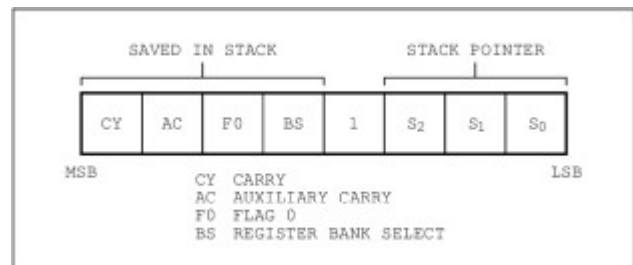 SAVED IN STACK STACK POINTER
CY AC F0 BS 1 S₂ S₁ S₀
MSB LSB
CY CARRY
AC AUXILIARY CARRY
F0 FLAG 0
BS REGISTER BANK SELECT